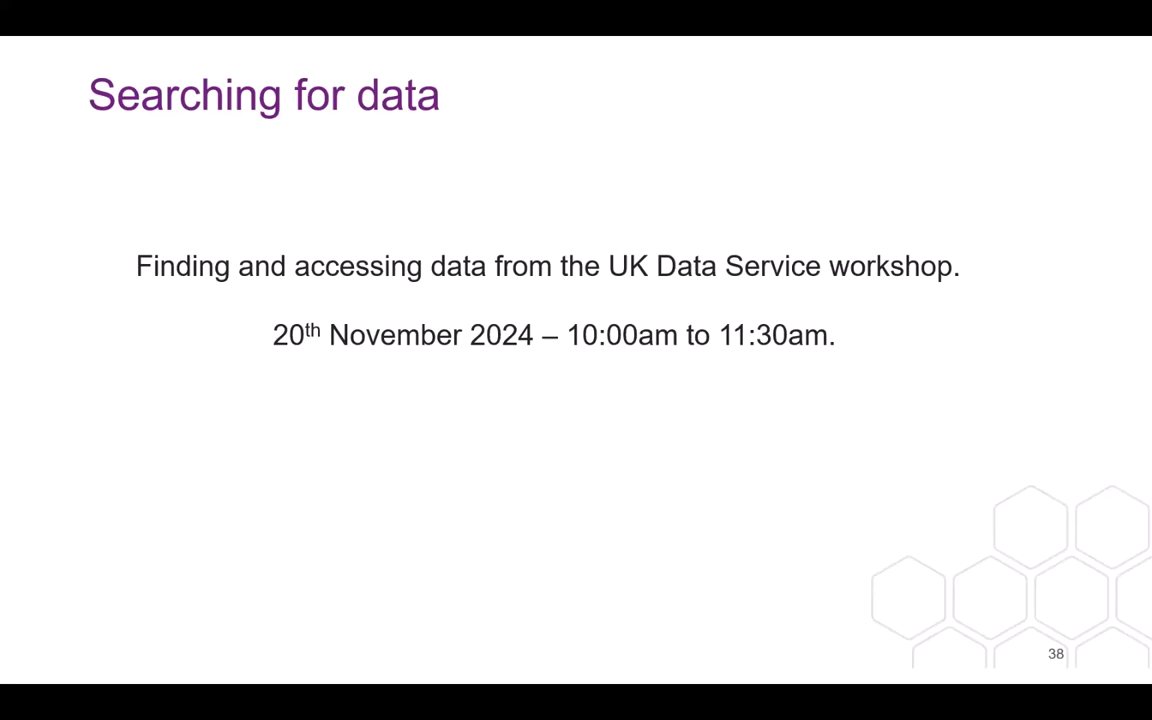 Searching for data
Finding and accessing data from the UK Data Service workshop.
20th November 2024 – 10:00am to 11:30am.
38